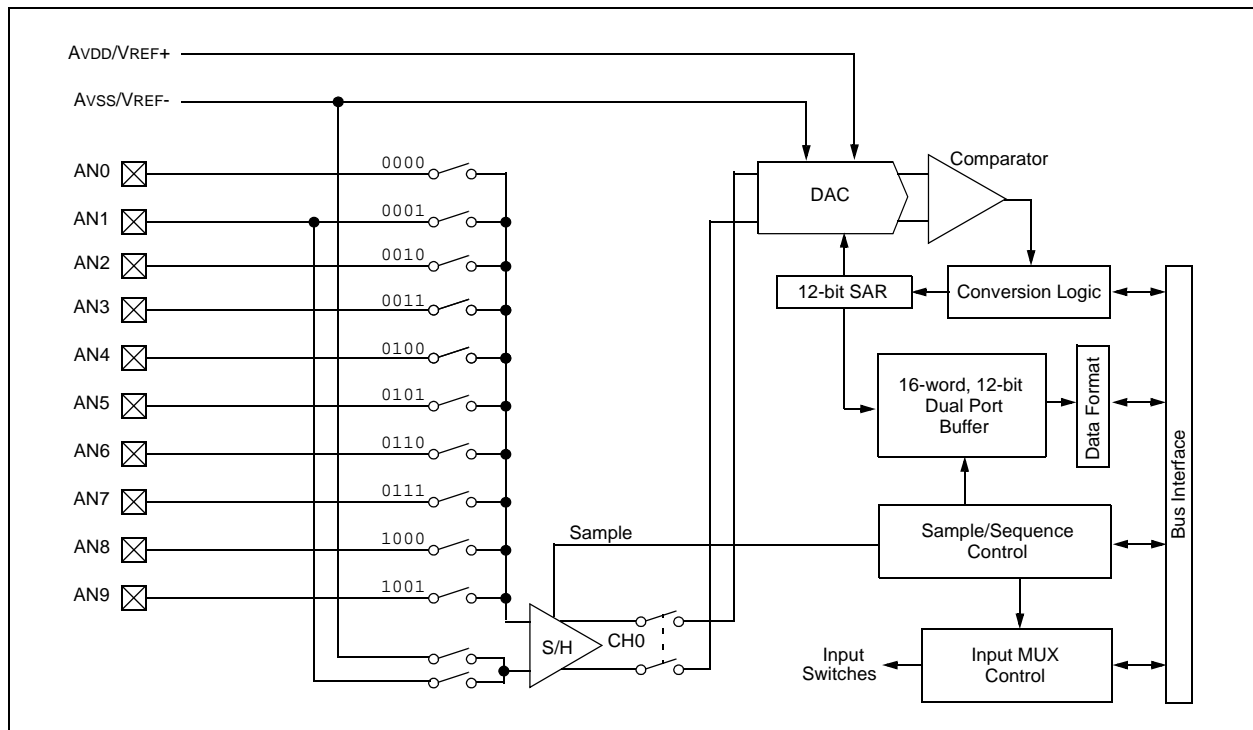 AVDD/VREF+
AVSS/VREF-
AN0
0000
AN1
0001
AN2
0010
AN3
0011
AN4
0100
AN5
0101
AN6
0110
AN7
0111
AN8
1000
AN9
1001
S/H
CH0
Sample
DAC
Comparator
12-bit SAR
Conversion Logic
16-word, 12-bit
Dual Port
Buffer
Data Format
Bus Interface
Sample/Sequence
Control
Input
Switches
Input MUX
Control